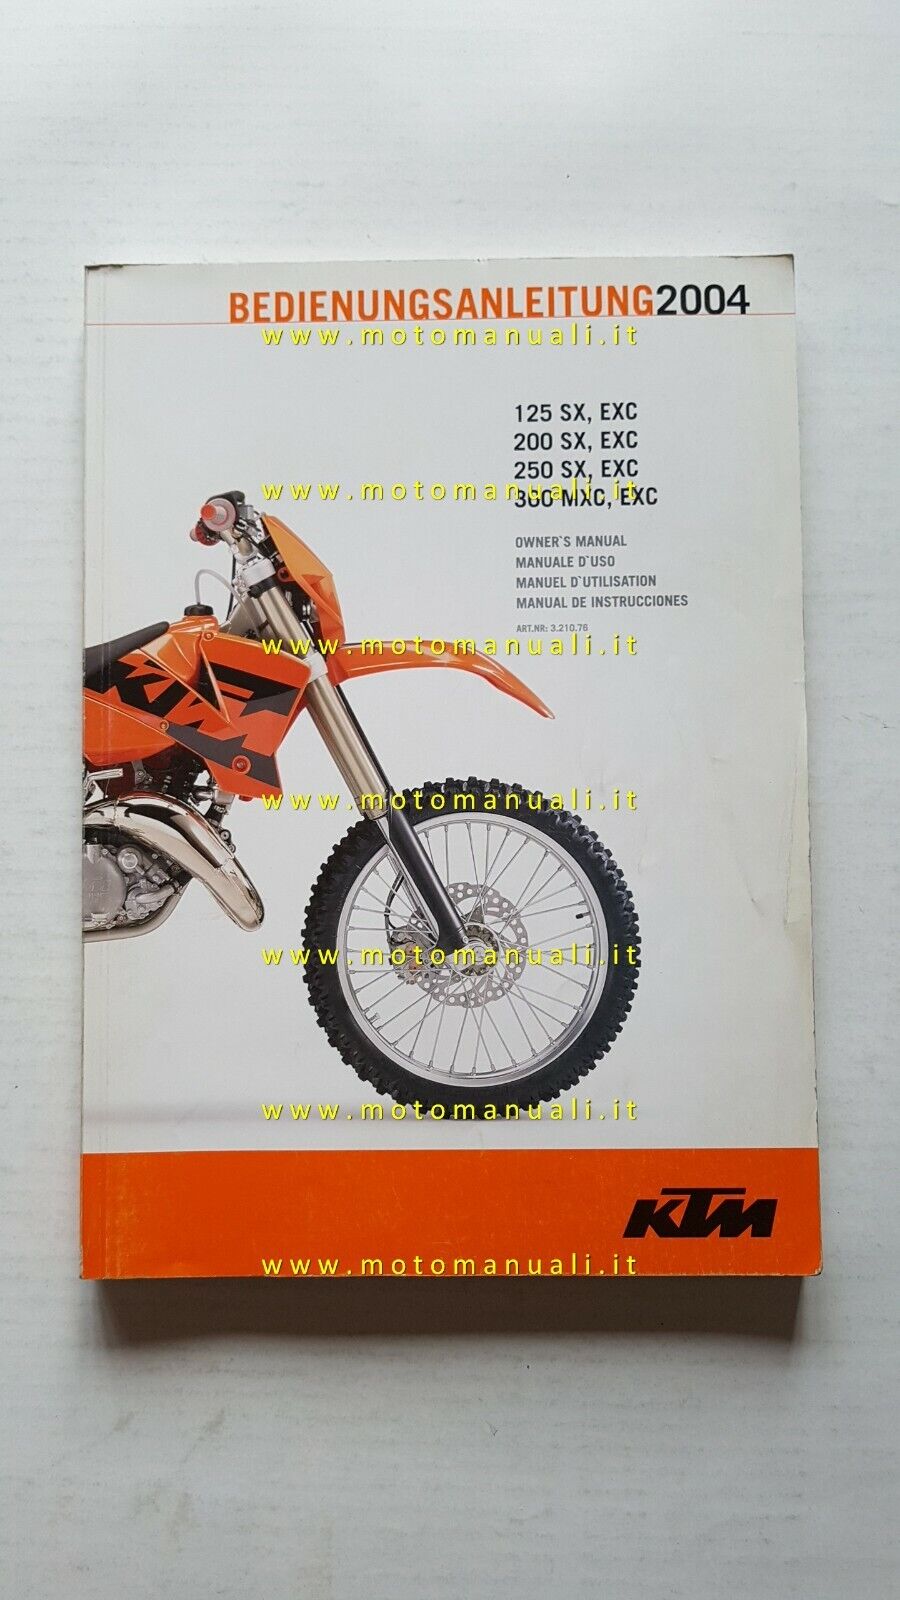 BEDIENUNGSANLEITUNG2004
www.motomanuali.it
125 SX, EXC
200 SX, EXC
250 SX, EXC
www.motomanuali.it
300 MXC, EXC
OWNER`S MANUAL
MANUALE D`USO
MANUEL D`UTILISATION
MANUAL DE INSTRUCCIONES
ART.NR: 3.210.76
www.motomanuali.it
KTM
www.motomanuali.it
www.motomanuali.it
www.motomanuali.it
KTM
www.motomanuali.it